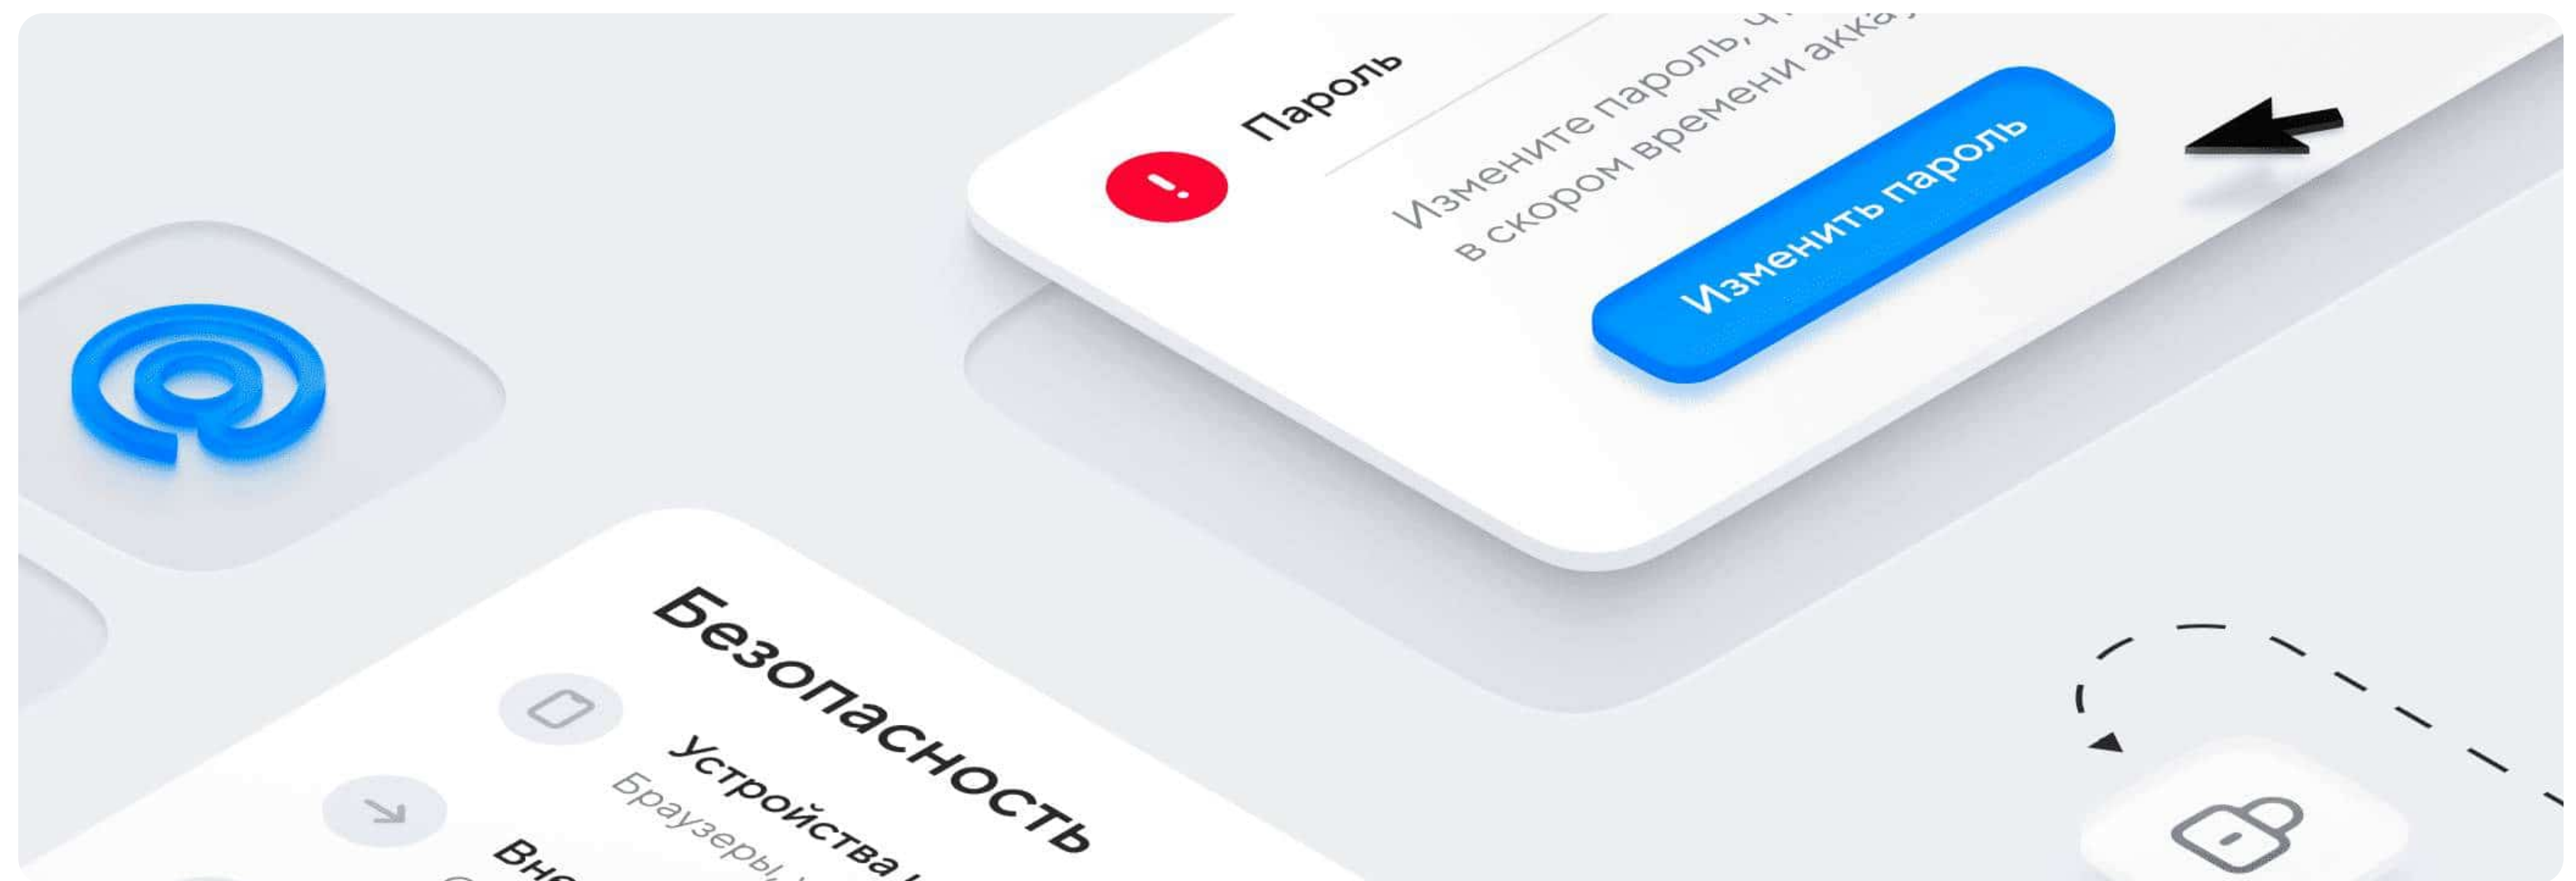 Пароль
Измените пароль,
в скором времени
Изменить пароль
Безопасность
Устройства
Браузеры,